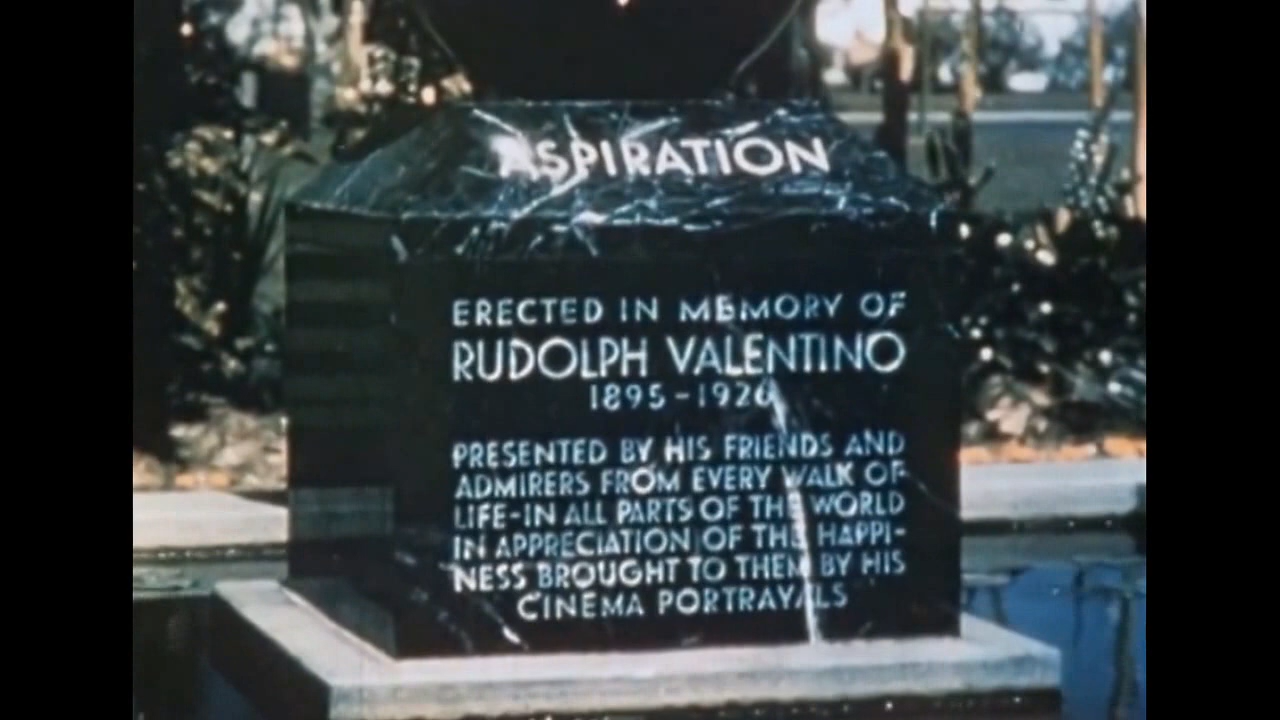 ASPIRATION
ERECTED IN MEMORY OF
RUDOLPH VALENTINO
1895-1926
PRESENTED BY HIS FRIENDS AND
ADMIRERS FROM EVERY WALK OF
LIFE-IN ALL PARTS OF THE WORLD
IN APPRECIATION OF THE HAPPI-
NESS BROUGHT TO THEM BY HIS
CINEMA PORTRAYALS